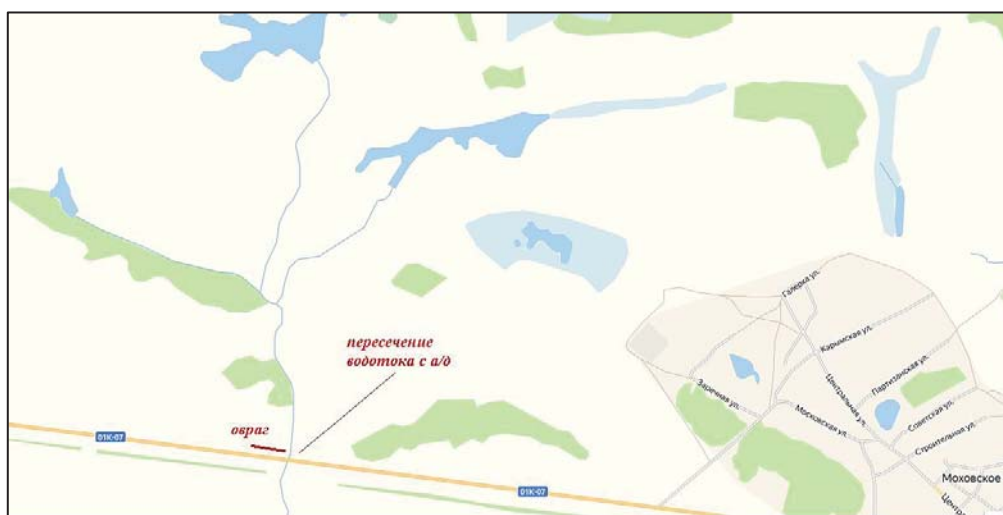 Галерка ул.
Карымская ул.
пересечение
водотока с а/д
Центральная ул.
Партизанская ул.
Заречная ул.
Московская ул.
Советская ул.
овраг
01К-07
Строительная ул.
Моховское
01К-07
Центр